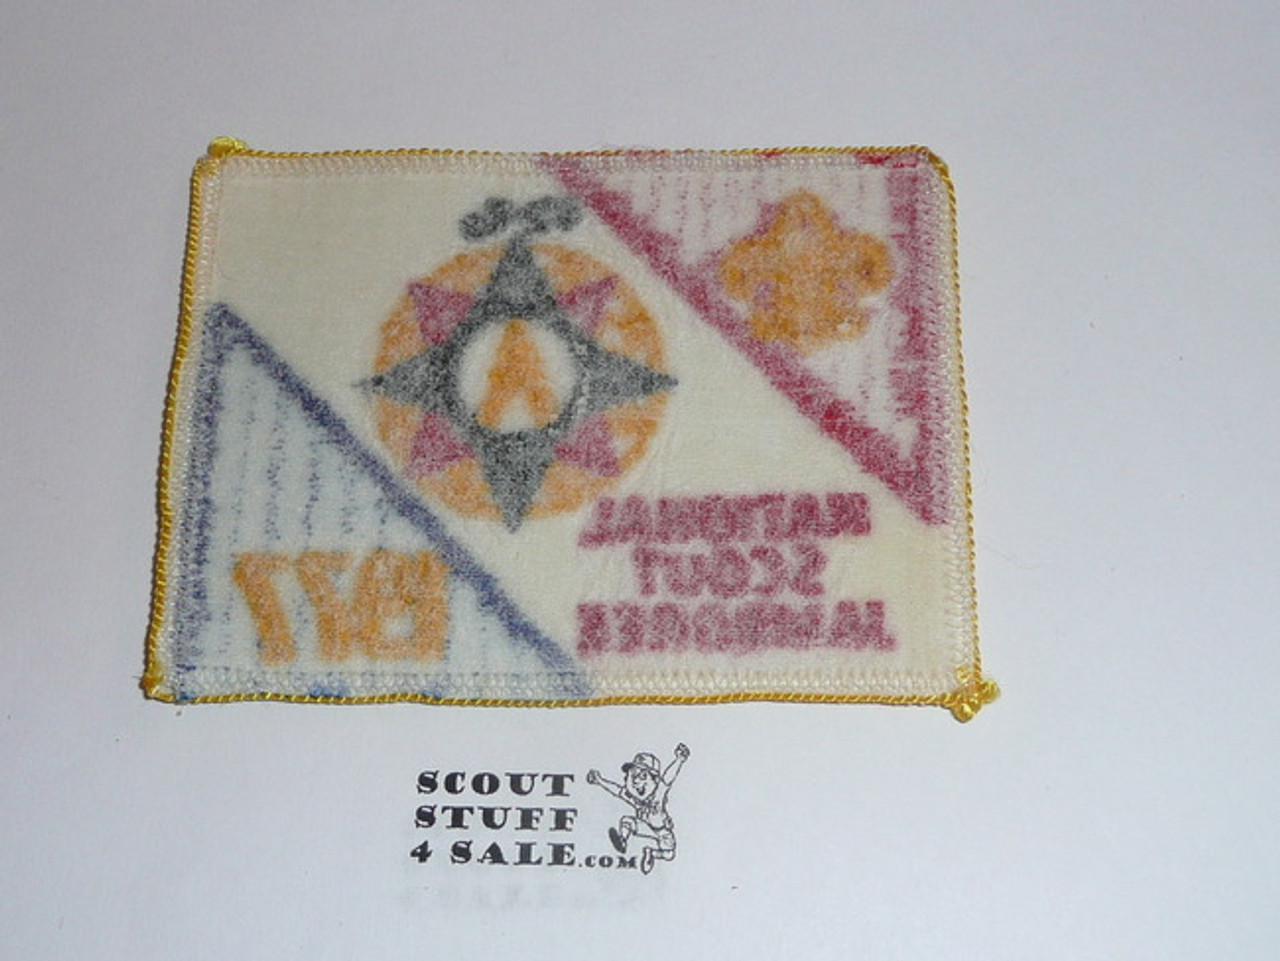 NATIONAL
SCOUT
JAMBOREE
1977
SCOUT
STUFF
4 SALE.COM